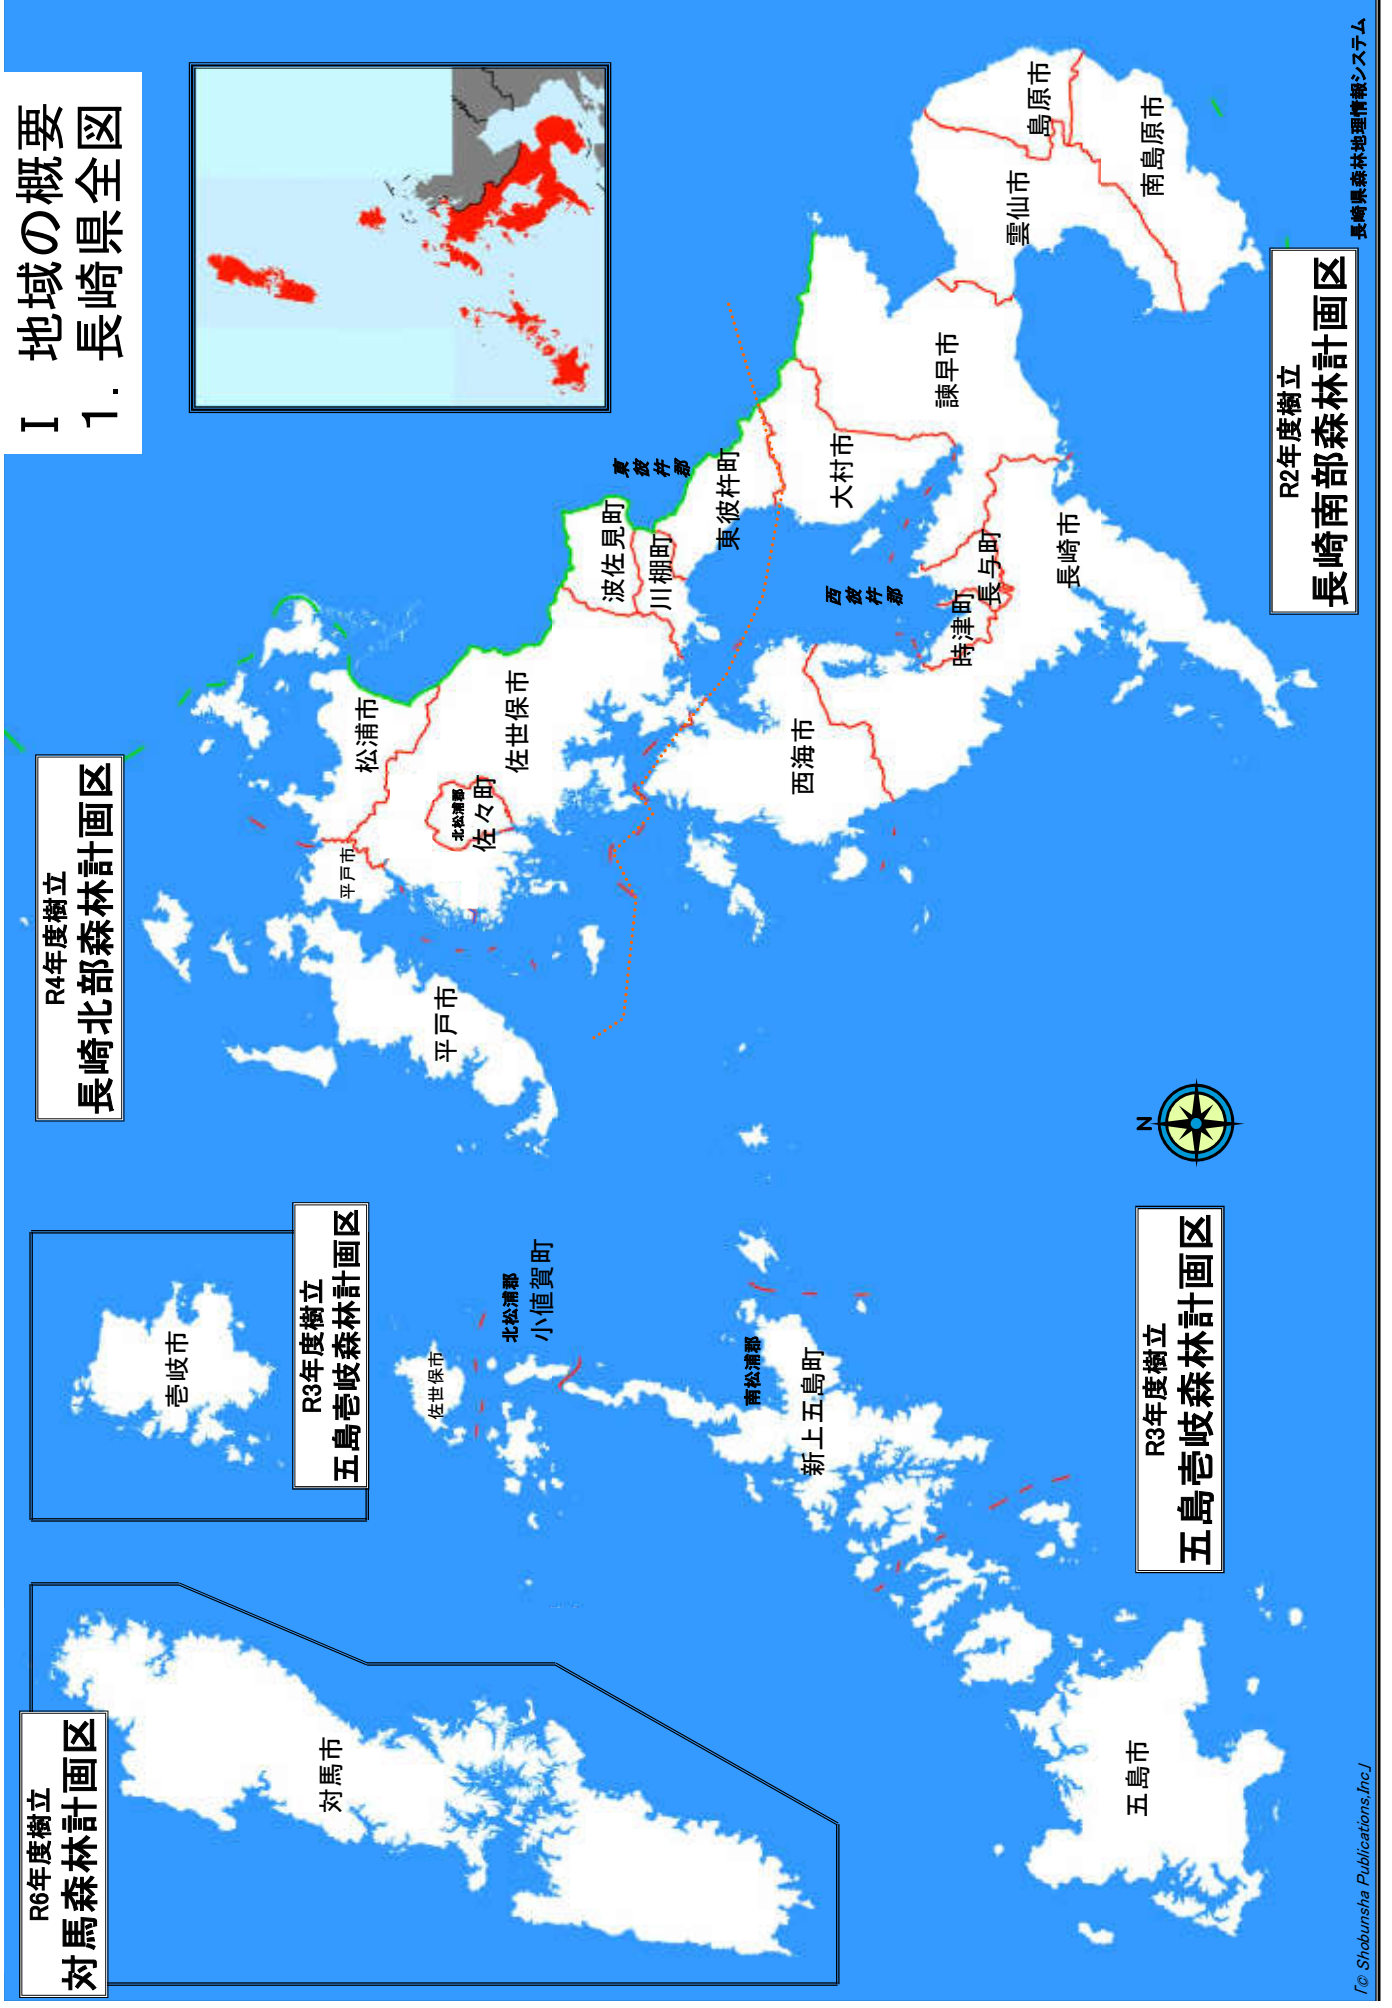 Ⅰ 地域の概要
1. 長崎県全図
R6年度樹立
対馬森林計画区
対馬市
R3年度樹立
五島壱岐森林計画区
壱岐市
R4年度樹立
長崎北部森林計画区
平戸市
平戸市
松浦市
北松浦郡
佐々町
佐世保市
波佐見町
川棚町
東彼杵郡
東彼杵町
佐世保市
北松浦郡
小値賀町
南松浦郡
新上五島町
五島市
R3年度樹立
五島壱岐森林計画区
N
西海市
西彼杵郡
時津町
長与町
長崎市
大村市
諫早市
雲仙市
島原市
南島原市
R2年度樹立
長崎南部森林計画区
「© Shobunsha Publications,Inc.」
長崎県森林地理情報システム